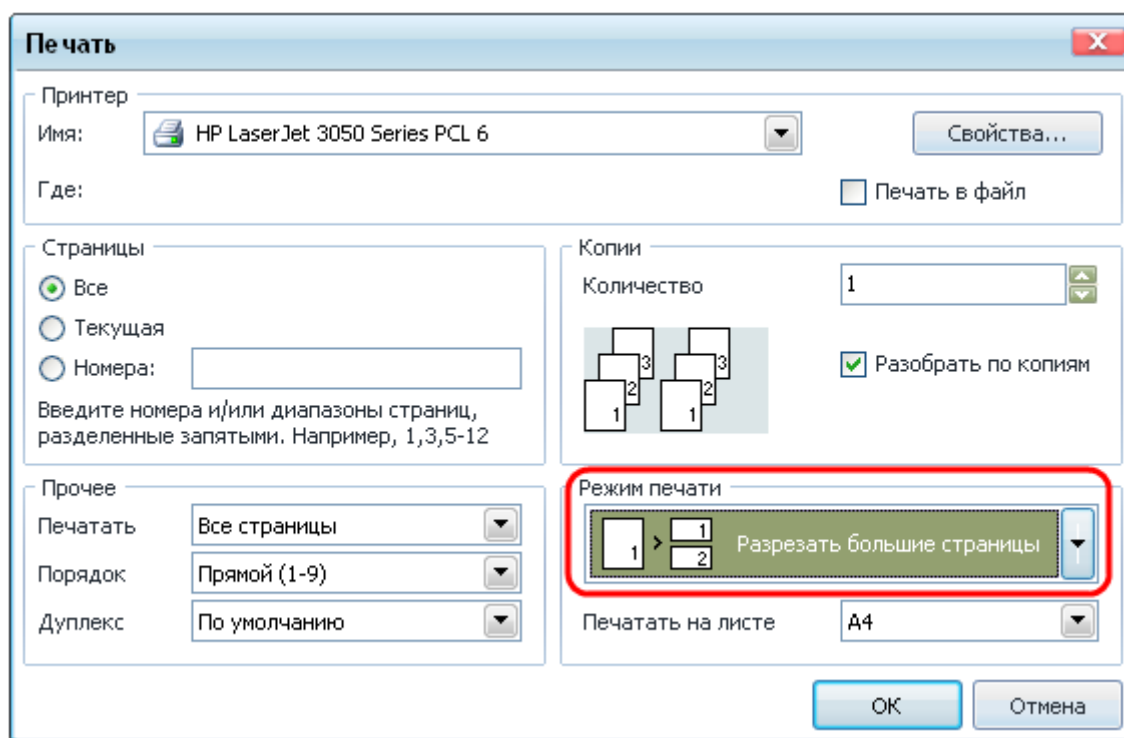 Печать
Принтер
Имя: HP LaserJet 3050 Series PCL 6 Свойства...
Где: Печать в файл
Страницы
Все
Текущая
Номера:
Введите номера и/или диапазоны страниц,
разделенные запятыми. Например, 1,3,5-12
Копии
Количество 1
1 2 3 1 2 3
Разобрать по копиям
Прочее
Печатать Все страницы
Порядок Прямой (1-9)
Дуплекс По умолчанию
Режим печати
1 > 1 2 Разрезать большие страницы
Печатать на листе A4
OK Отмена